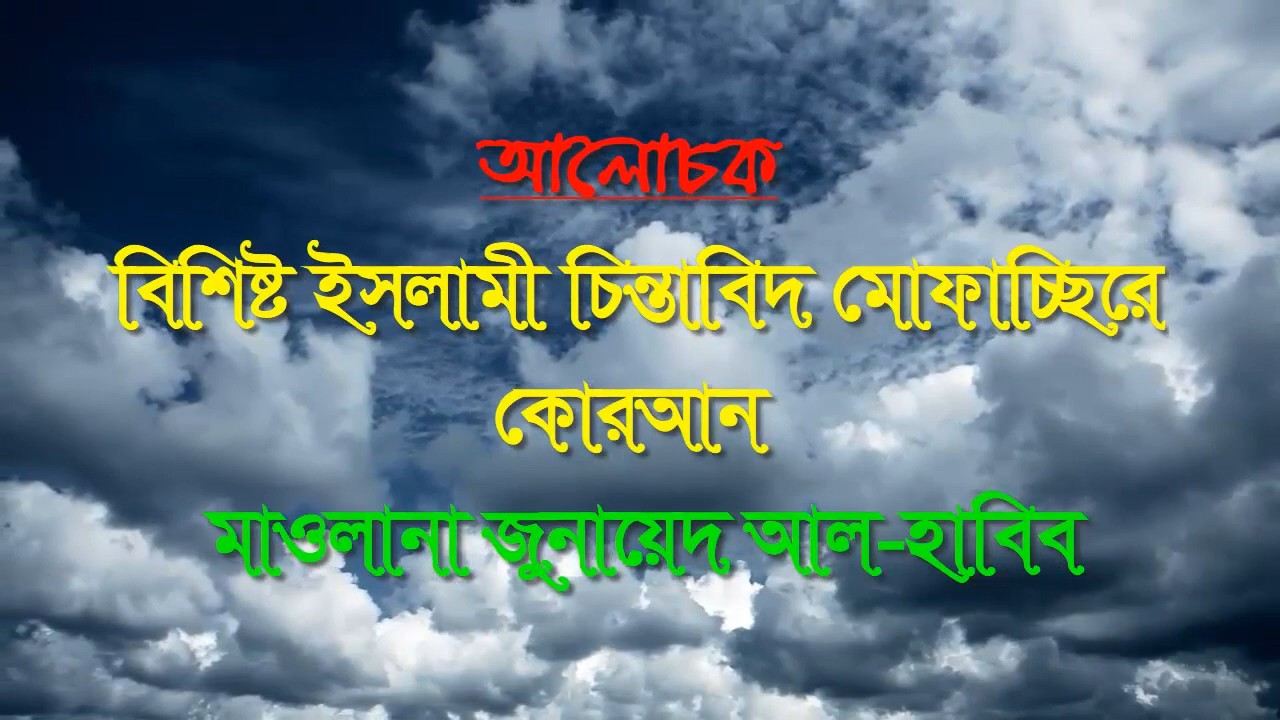 আলোচক
বিশিষ্ট ইসলামী চিন্তাবিদ মোফাচ্ছিরে
কোরআন
মাওলানা জুনায়েদ আল-হাবিব